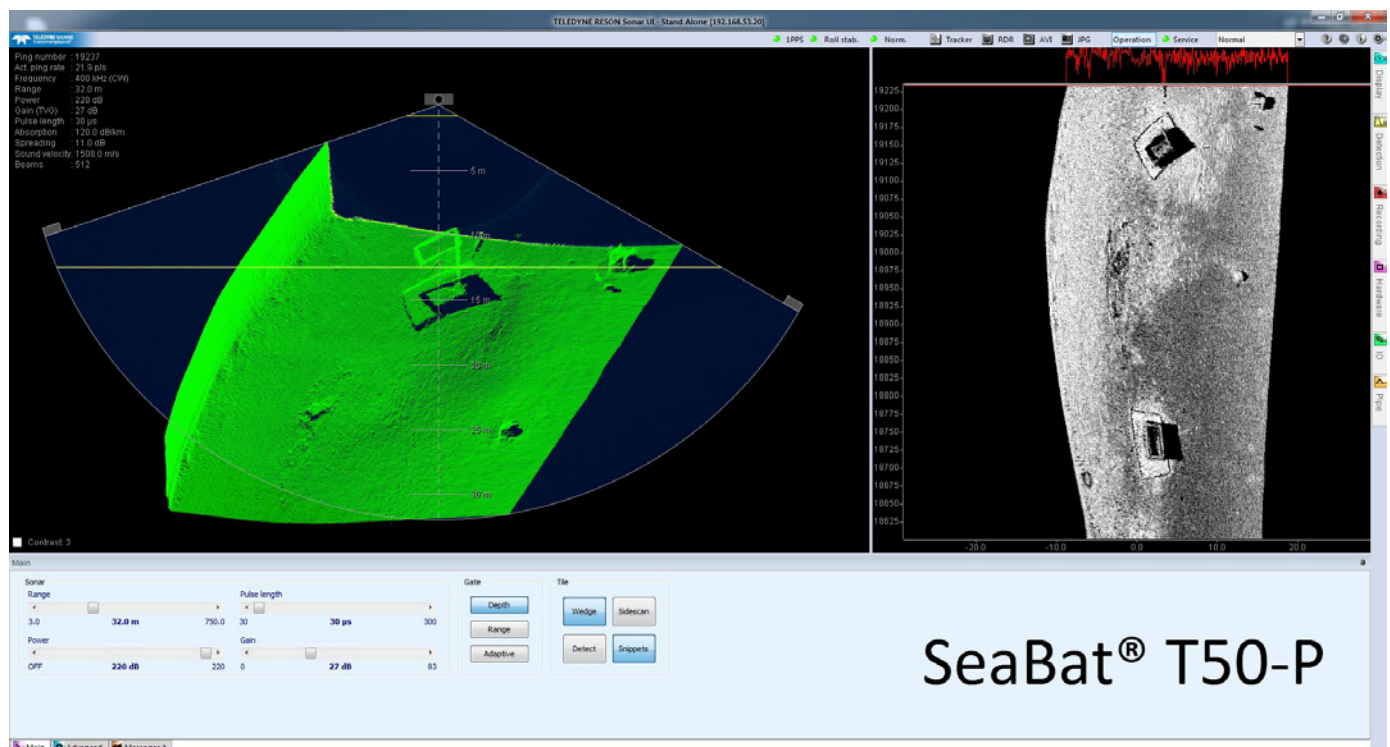 TELEDYNE RESON Sonar UI - Stand Alone [192.168.53.20]
TELEDYNE MARINE
1PPS Roll stab. Norm. Tracker RDR AVI JPG Operation Service Normal
Ping number : 19237
Act. ping rate : 21.9 p/s
Frequency : 400 kHz (CW)
Range : 32.0 m
Power : 220 dB
Gain (TVG) : 27 dB
Pulse length : 30 µs
Absorption : 120.0 dB/km
Spreading : 11.0 dB
Sound velocity: 1508.0 m/s
Beams : 512
5 m
10 m
15 m
20 m
25 m
30 m
Contrast: 3
19225
19200
19175
19150
19125
19100
19075
19050
19025
19000
18975
18950
18925
18900
18875
18850
18825
18800
18775
18750
18725
18700
18675
18650
18625
-20.0 -10.0 0.0 10.0 20.0
Display
Detection
Recording
Hardware
IO
Pipe
Main
Sonar
Range
3.0 32.0 m 750.0
Power
OFF 220 dB 220
Pulse length
30 30 µs 300
Gain
0 27 dB 83
Gate
Depth
Range
Adaptive
Tile
Wedge Sidescan
Detect Snippets
SeaBat® T50-P
Main Advanced